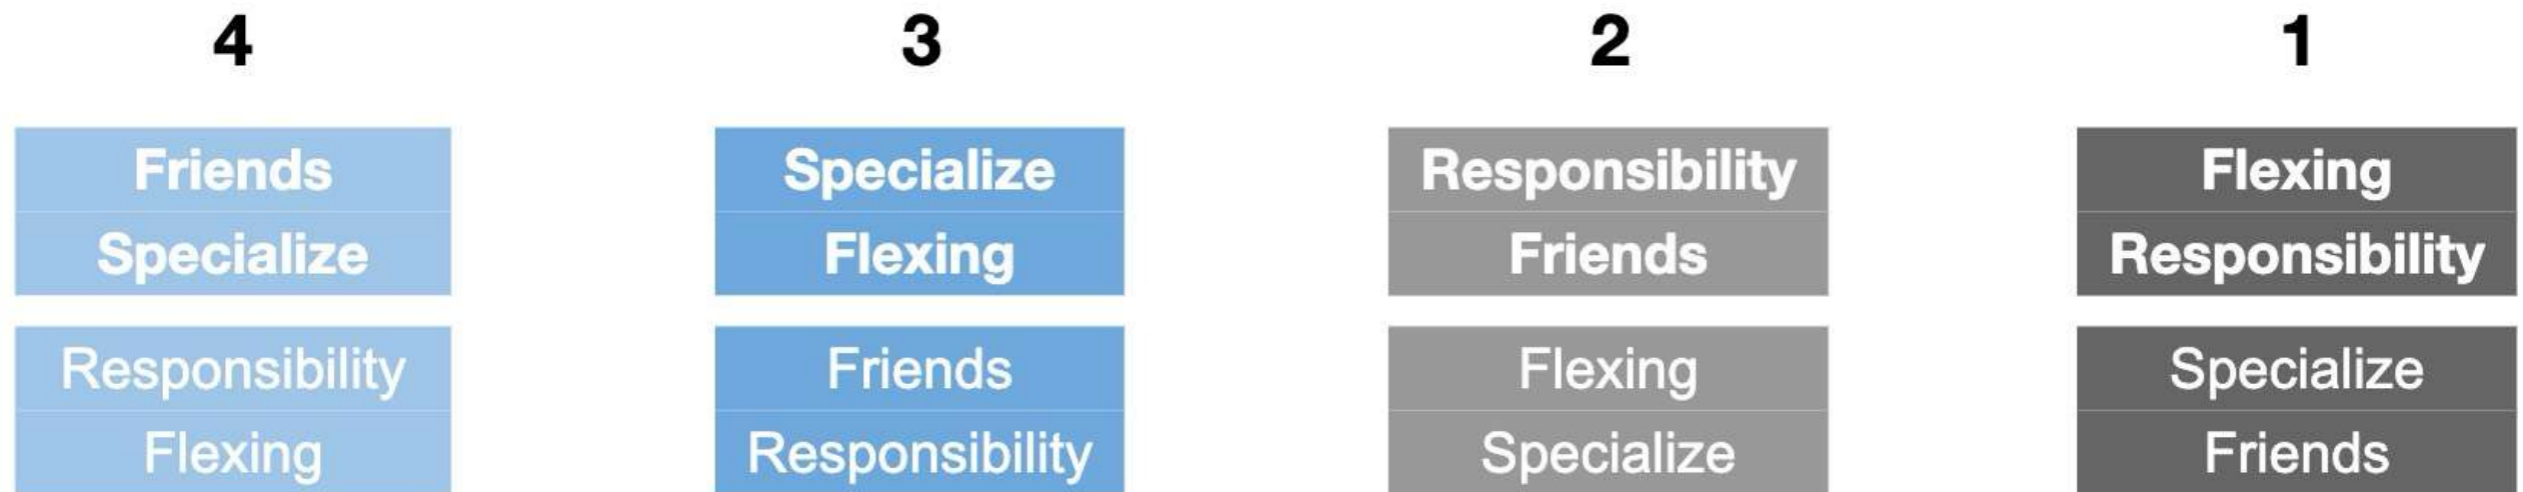 4
Friends
Specialize
Responsibility
Flexing
3
Specialize
Flexing
Friends
Responsibility
2
Responsibility
Friends
Flexing
Specialize
1
Flexing
Responsibility
Specialize
Friends